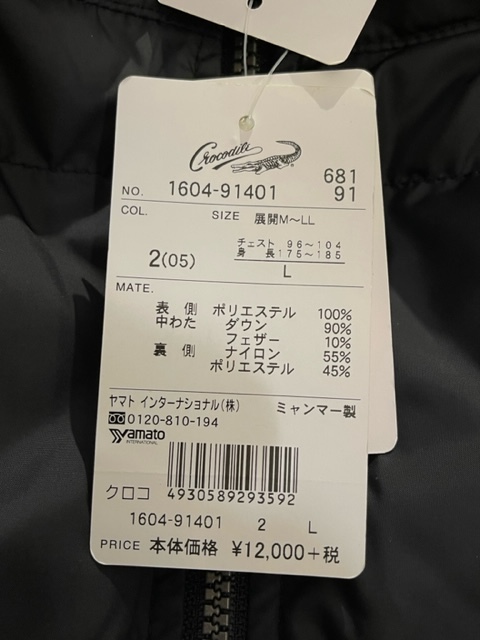 Crocodile
681
NO. 1604-91401 91
COL. SIZE 展開M～LL
2(05) チェスト 96～104
身長 175～185
L
MATE.
表側 ポリエステル 100%
中わた ダウン 90%
フェザー 10%
裏側 ナイロン 55%
ポリエステル 45%
ヤマト インターナショナル(株) ミャンマー製
0120-810-194
yamato
INTERNATIONAL
クロコ 4930589293592
1604-91401 2 L
PRICE 本体価格 ¥12,000+税